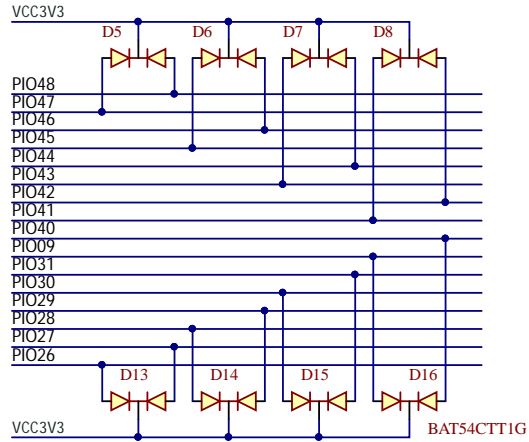 VCC3V3
D5 D6 D7 D8
PIO48
PIO47
PIO46
PIO45
PIO44
PIO43
PIO42
PIO41
PIO40
PIO09
PIO31
PIO30
PIO29
PIO28
PIO27
PIO26
D13 D14 D15 D16
VCC3V3 BAT54CTT1G